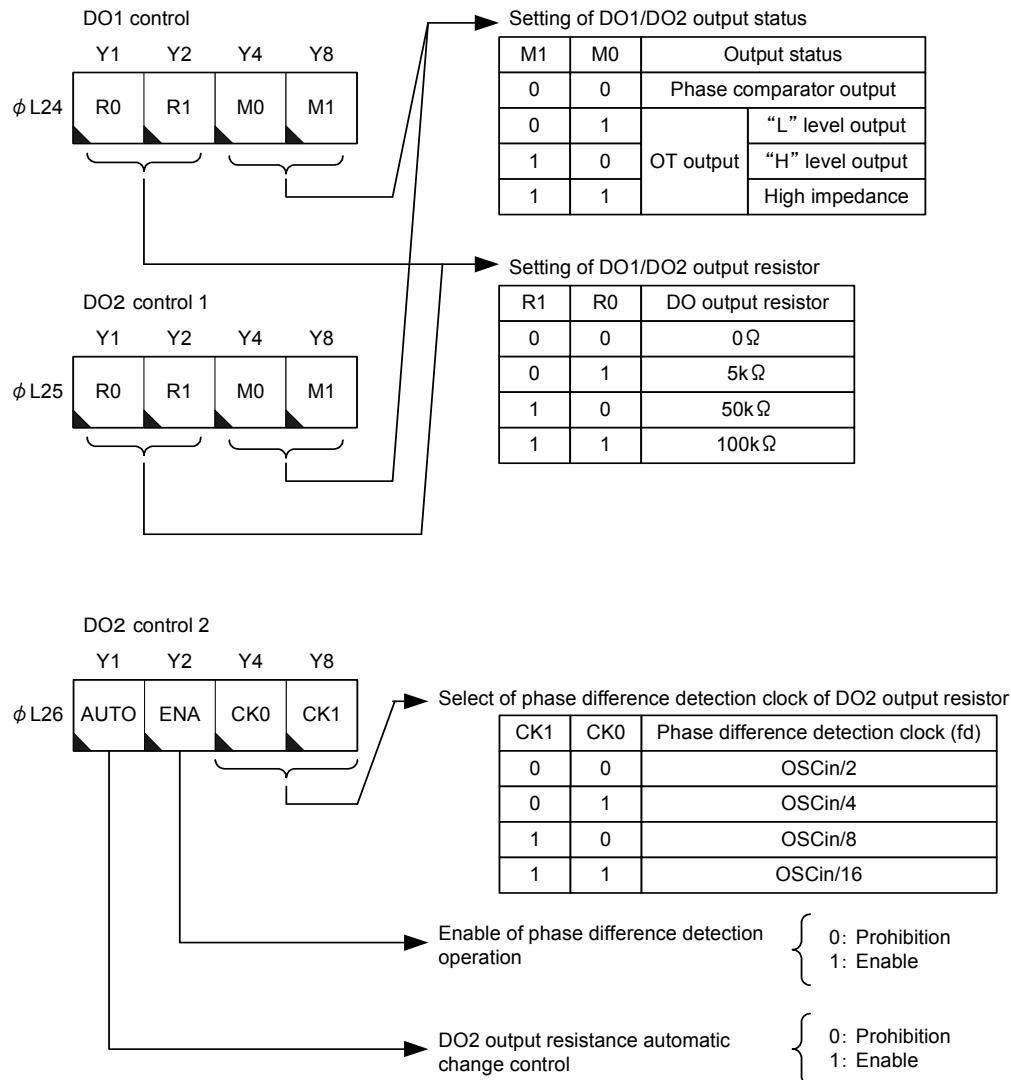 DO1 control
Y1 Y2 Y4 Y8
φL24 R0 R1 M0 M1
Setting of DO1/DO2 output status
M1 M0 Output status
0 0 Phase comparator output
0 1 OT output “L” level output
1 0 “H” level output
1 1 High impedance
DO2 control 1
Y1 Y2 Y4 Y8
φL25 R0 R1 M0 M1
Setting of DO1/DO2 output resistor
R1 R0 DO output resistor
0 0 0Ω
0 1 5kΩ
1 0 50kΩ
1 1 100kΩ
DO2 control 2
Y1 Y2 Y4 Y8
φL26 AUTO ENA CK0 CK1
Select of phase difference detection clock of DO2 output resistor
CK1 CK0 Phase difference detection clock (fd)
0 0 OSCin/2
0 1 OSCin/4
1 0 OSCin/8
1 1 OSCin/16
Enable of phase difference detection
operation
0: Prohibition
1: Enable
DO2 output resistance automatic
change control
0: Prohibition
1: Enable